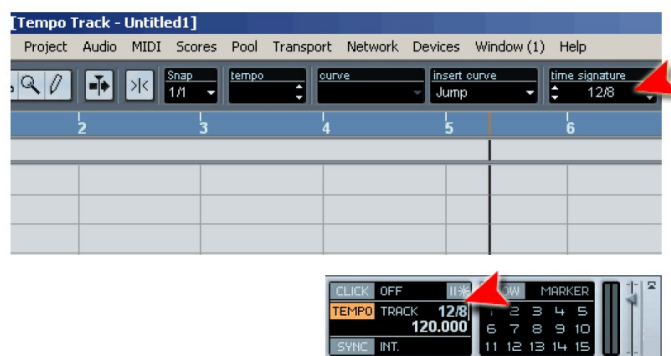 [Tempo Track - Untitled1]
Project Audio MIDI Scores Pool Transport Network Devices Window (1) Help
Snap tempo curve insert curve time signature
1/1 Jump 12/8
2 3 4 5 6
CLICK OFF MARKER
TEMPO TRACK 12/8 1 2 3 4 5
120.000 6 7 8 9 10
SYNC INT. 11 12 13 14 15